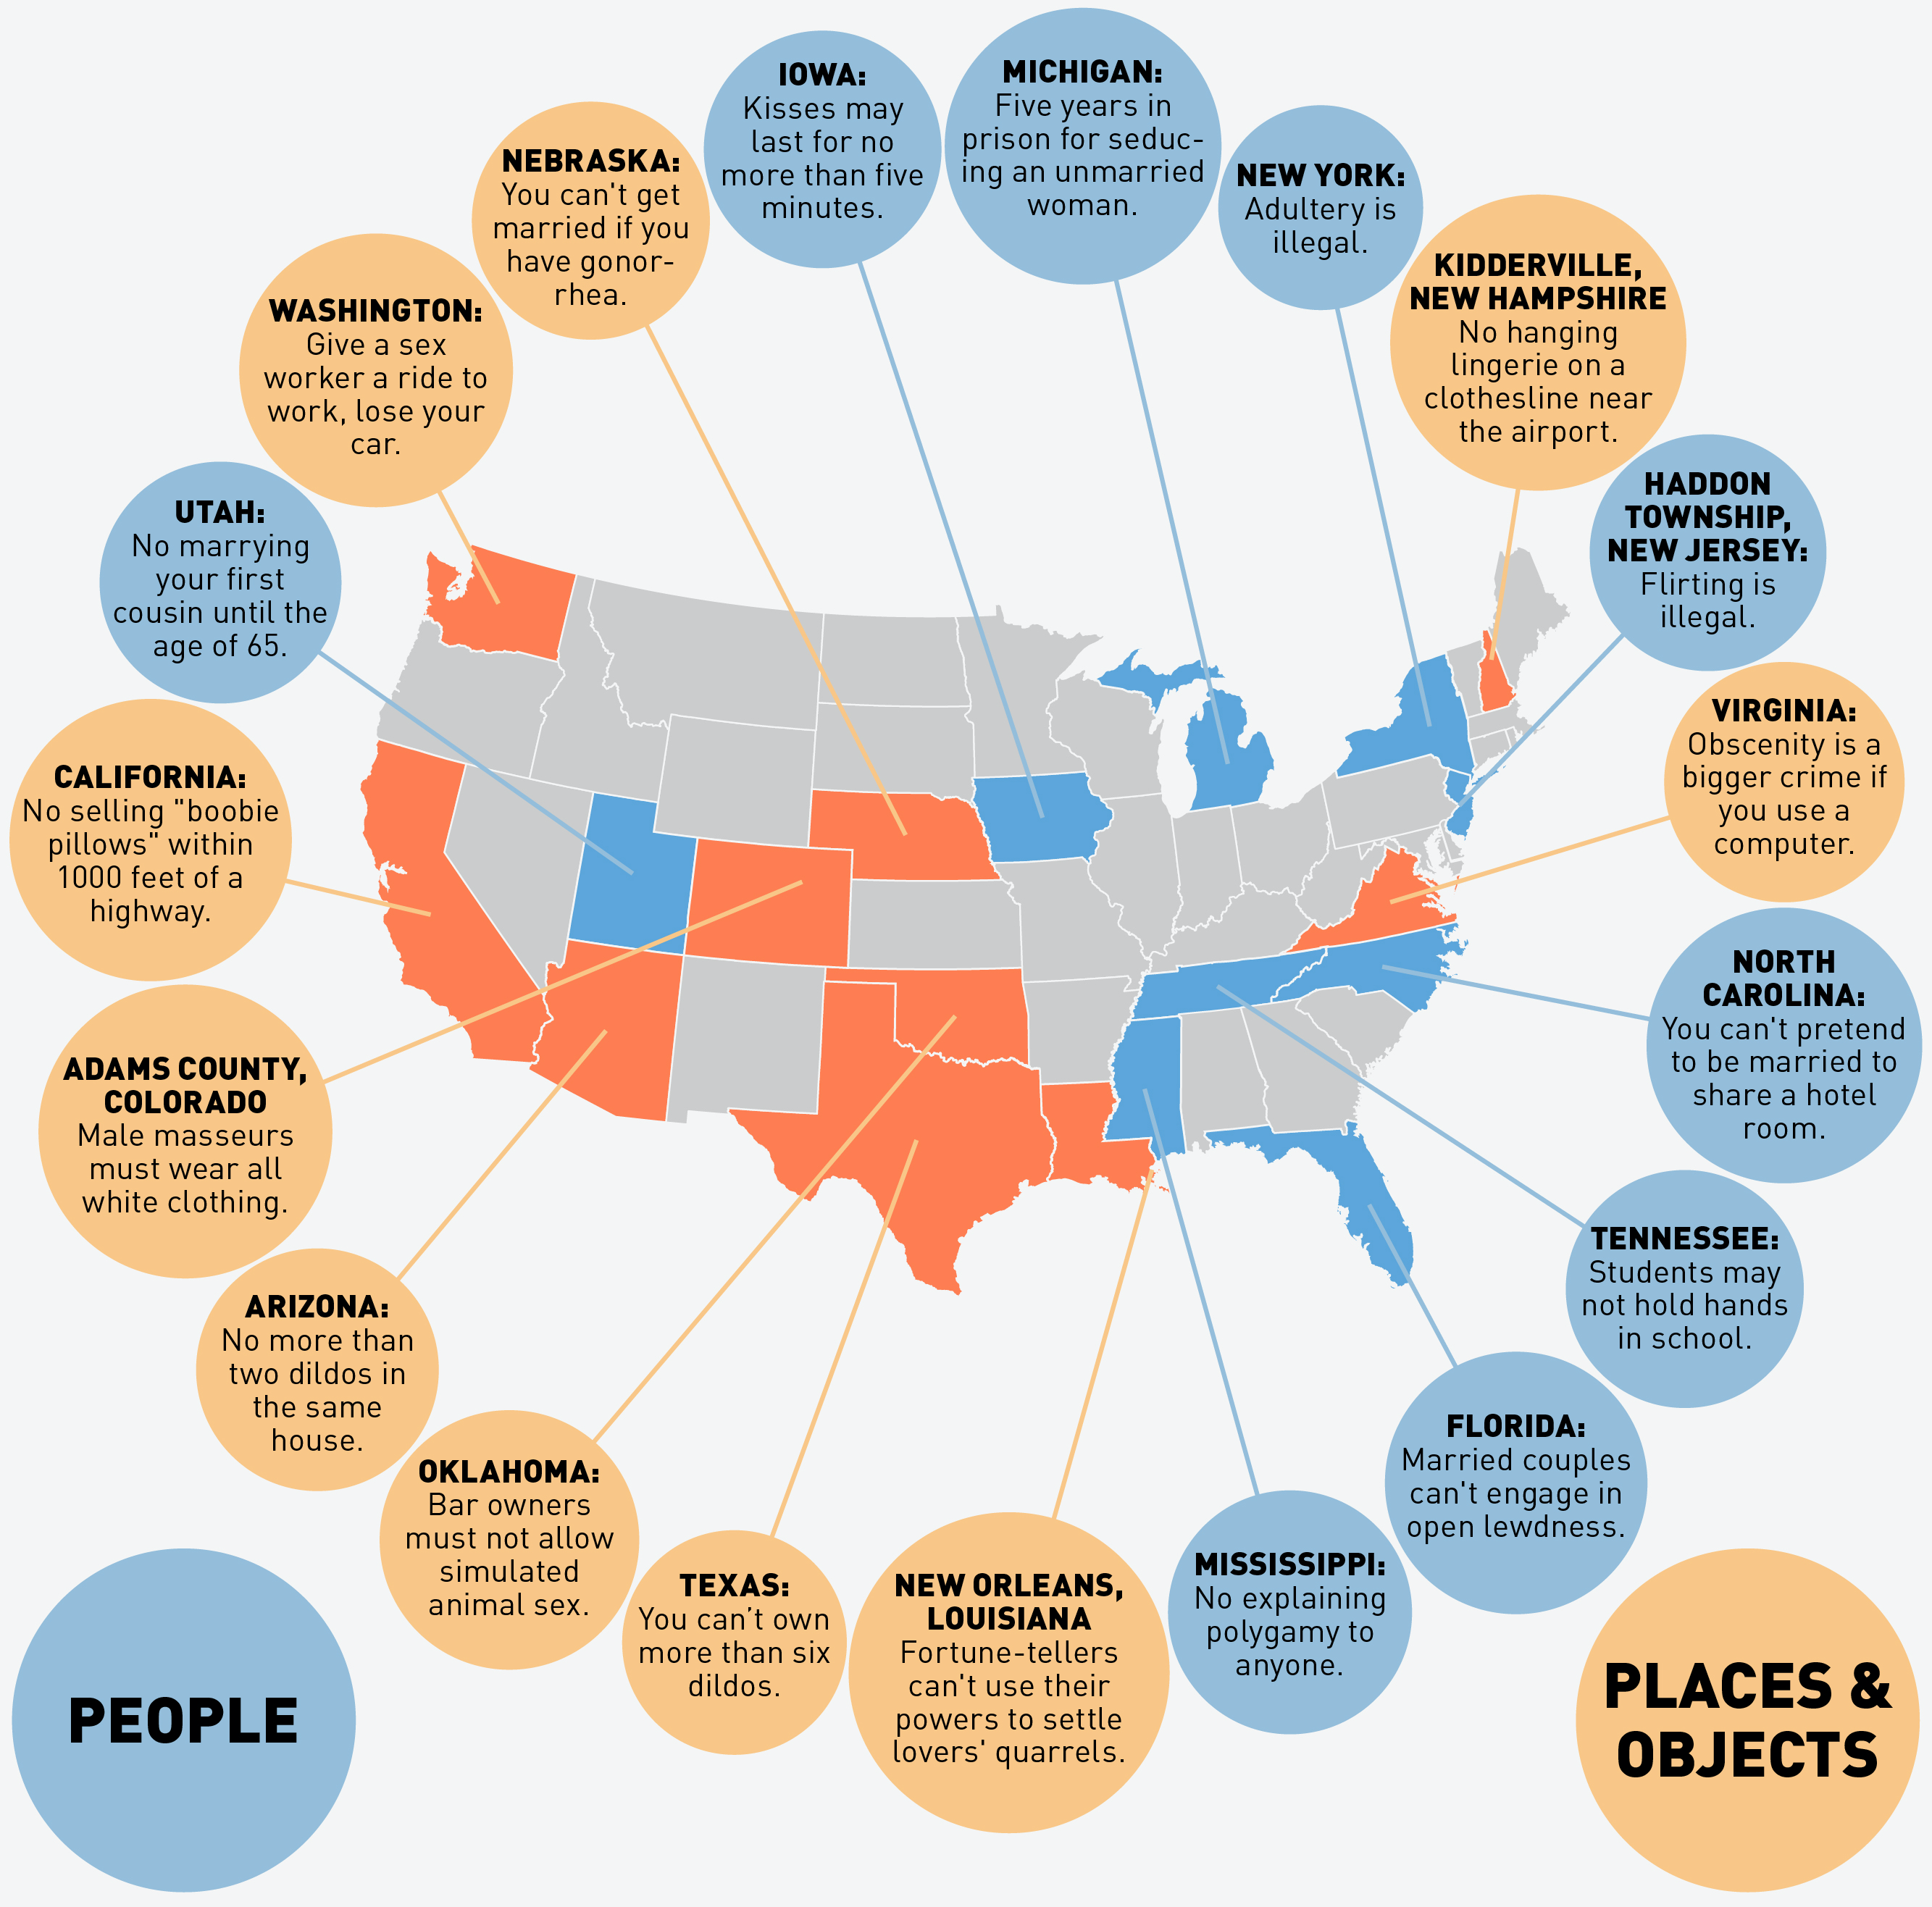 IOWA:
Kisses may
last for no
more than five
minutes.
MICHIGAN:
Five years in
prison for seduc-
ing an unmarried
woman.
NEBRASKA:
You can't get
married if you
have gonor-
rhea.
NEW YORK:
Adultery is
illegal.
WASHINGTON:
Give a sex
worker a ride to
work, lose your
car.
KIDDERVILLE,
NEW HAMPSHIRE
No hanging
lingerie on a
clothesline near
the airport.
UTAH:
No marrying
your first
cousin until the
age of 65.
HADDON
TOWNSHIP,
NEW JERSEY:
Flirting is
illegal.
CALIFORNIA:
No selling "boobie
pillows" within
1000 feet of a
highway.
VIRGINIA:
Obscenity is a
bigger crime if
you use a
computer.
ADAMS COUNTY,
COLORADO
Male masseurs
must wear all
white clothing.
NORTH
CAROLINA:
You can't pretend
to be married to
share a hotel
room.
ARIZONA:
No more than
two dildos in
the same
house.
TENNESSEE:
Students may
not hold hands
in school.
OKLAHOMA:
Bar owners
must not allow
simulated
animal sex.
FLORIDA:
Married couples
can't engage in
open lewdness.
TEXAS:
You can’t own
more than six
dildos.
NEW ORLEANS,
LOUISIANA
Fortune-tellers
can't use their
powers to settle
lovers' quarrels.
MISSISSIPPI:
No explaining
polygamy to
anyone.
PEOPLE
PLACES &
OBJECTS